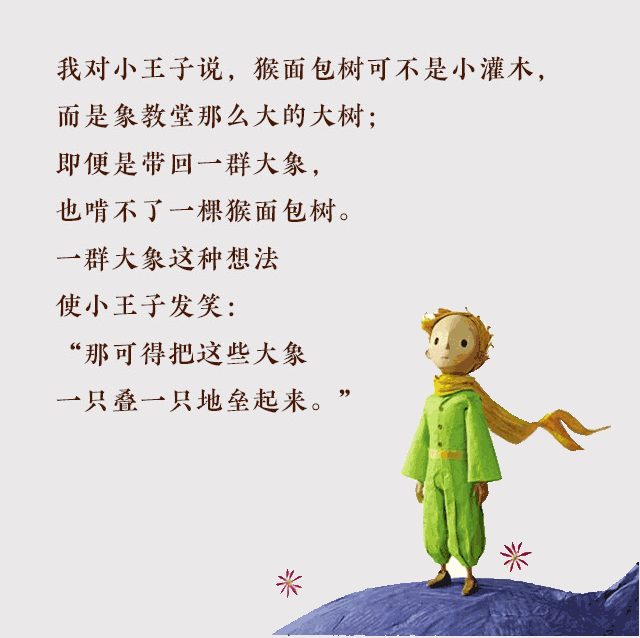 我对小王子说，猴面包树可不是小灌木，
而是象教堂那么大的大树；
即便是带回一群大象，
也啃不了一棵猴面包树。
一群大象这种想法
使小王子发笑：
“那可得把这些大象
一只叠一只地垒起来。”